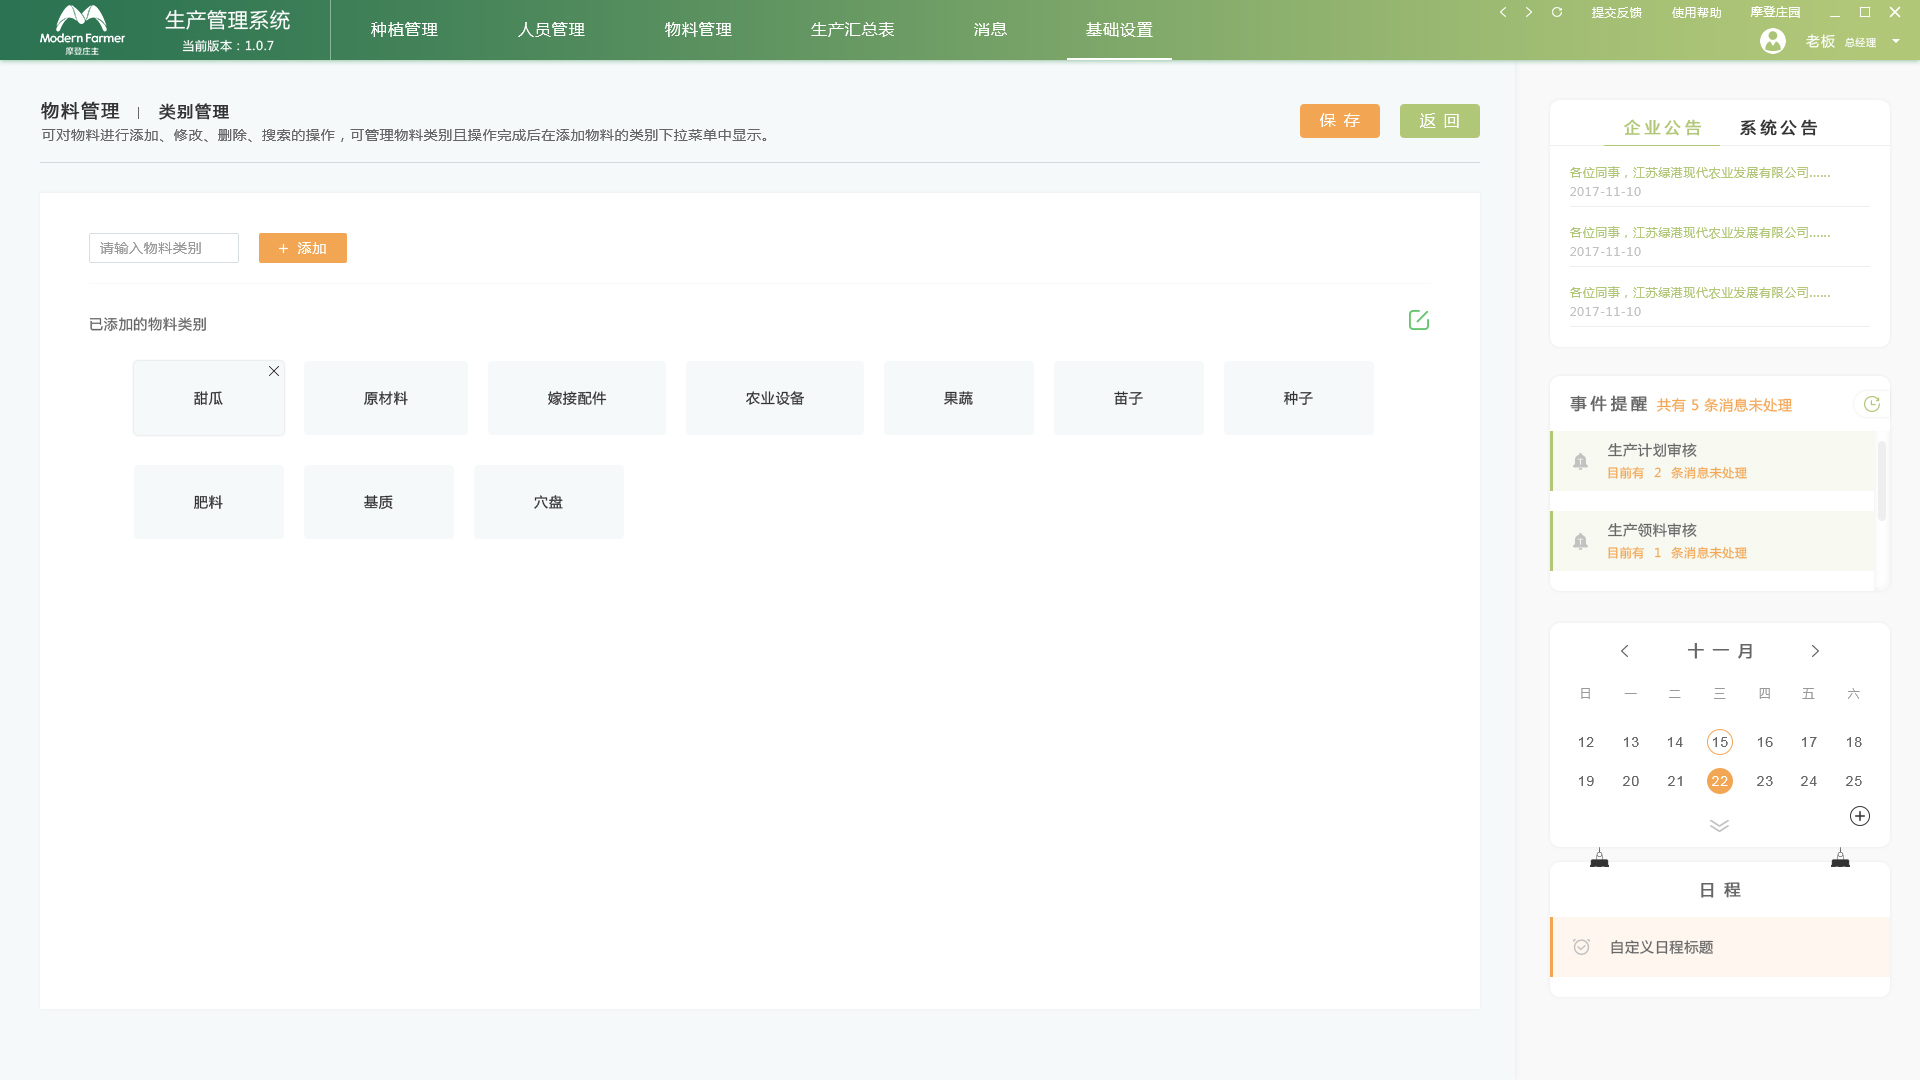 Modern Farmer
摩登庄主
生产管理系统
当前版本：1.0.7
种植管理
人员管理
物料管理
生产汇总表
消息
基础设置
提交反馈
使用帮助
摩登庄园
老板 总经理
物料管理 | 类别管理
可对物料进行添加、修改、删除、搜索的操作，可管理物料类别且操作完成后在添加物料的类别下拉菜单中显示。
保 存
返 回
请输入物料类别
+ 添加
已添加的物料类别
甜瓜
原材料
嫁接配件
农业设备
果蔬
苗子
种子
肥料
基质
穴盘
企业公告
系统公告
各位同事，江苏绿港现代农业发展有限公司......
2017-11-10
各位同事，江苏绿港现代农业发展有限公司......
2017-11-10
各位同事，江苏绿港现代农业发展有限公司......
2017-11-10
事件提醒 共有 5 条消息未处理
生产计划审核
目前有 2 条消息未处理
生产领料审核
目前有 1 条消息未处理
十一月
日 一 二 三 四 五 六
12 13 14 15 16 17 18
19 20 21 22 23 24 25
日 程
自定义日程标题